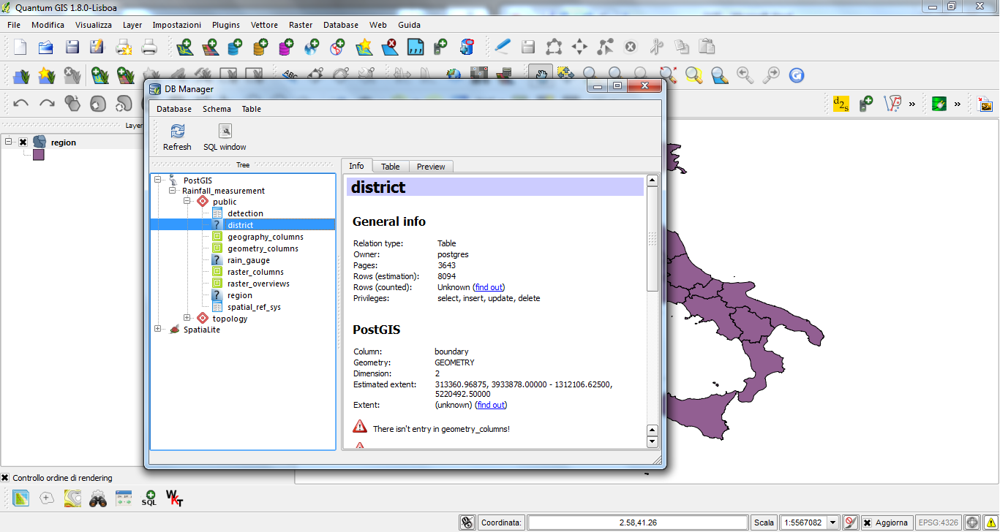 Quantum GIS 1.8.0-Lisboa
File Modifica Visualizza Layer Impostazioni Plugins Vettore Raster Database Web Guida
ABC
DB Manager
Database Schema Table
Refresh SQL window
d2s
Layer
region
Tree
PostGIS
Rainfall_measurement
public
detection
district
geography_columns
geometry_columns
rain_gauge
raster_columns
raster_overviews
region
spatial_ref_sys
topology
SpatiaLite
Info Table Preview
district
General info
Relation type: Table
Owner: postgres
Pages: 3643
Rows (estimation): 8094
Rows (counted): Unknown (find out)
Privileges: select, insert, update, delete
PostGIS
Column: boundary
Geometry: GEOMETRY
Dimension: 2
Estimated extent: 313360.96875, 3933878.00000 - 1312106.62500,
5220492.50000
Extent: (unknown) (find out)
There isn't entry in geometry_columns!
Controllo ordine di rendering
SQL WKT
Coordinata: 2.58,41.26 Scala 1:5567082 Aggiorna EPSG:4326